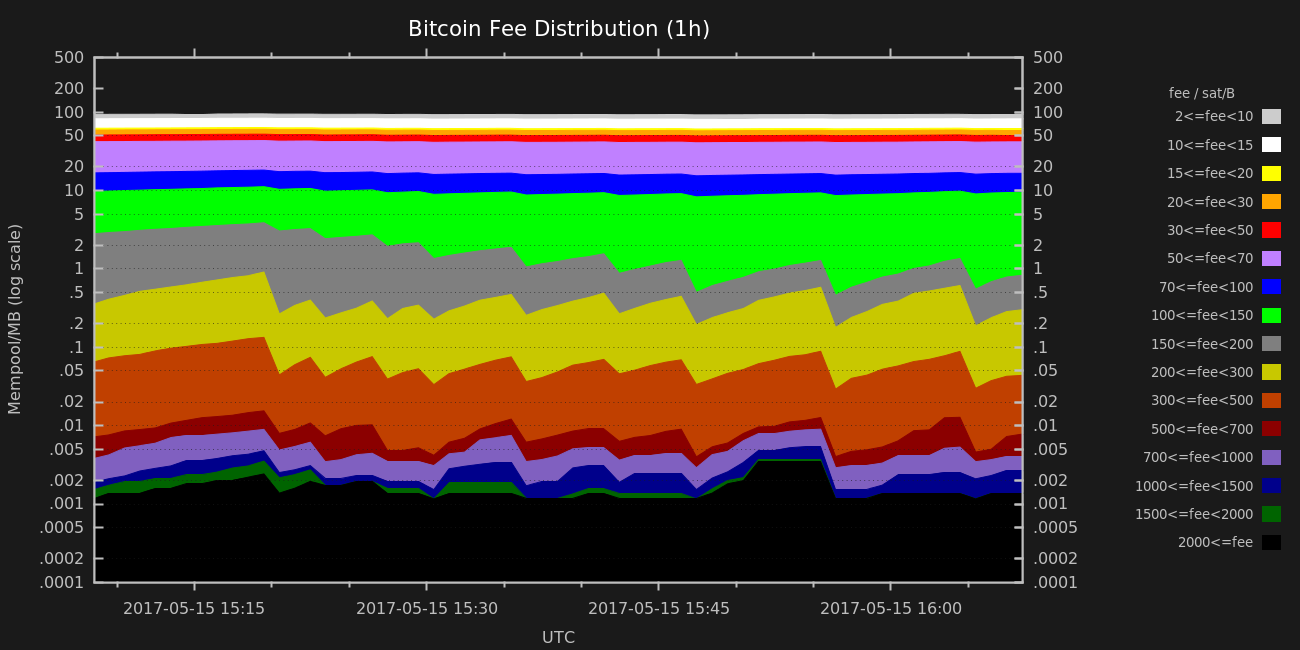 Bitcoin Fee Distribution (1h)
500 500
200 200
100 100
50 50
20 20
10 10
5 5
2 2
1 1
.5 .5
.2 .2
.1 .1
.05 .05
.02 .02
.01 .01
.005 .005
.002 .002
.001 .001
.0005 .0005
.0002 .0002
.0001 .0001
Mempool/MB (log scale)
2017-05-15 15:15 2017-05-15 15:30 2017-05-15 15:45 2017-05-15 16:00
UTC
fee / sat/B
2<=fee<10
10<=fee<15
15<=fee<20
20<=fee<30
30<=fee<50
50<=fee<70
70<=fee<100
100<=fee<150
150<=fee<200
200<=fee<300
300<=fee<500
500<=fee<700
700<=fee<1000
1000<=fee<1500
1500<=fee<2000
2000<=fee